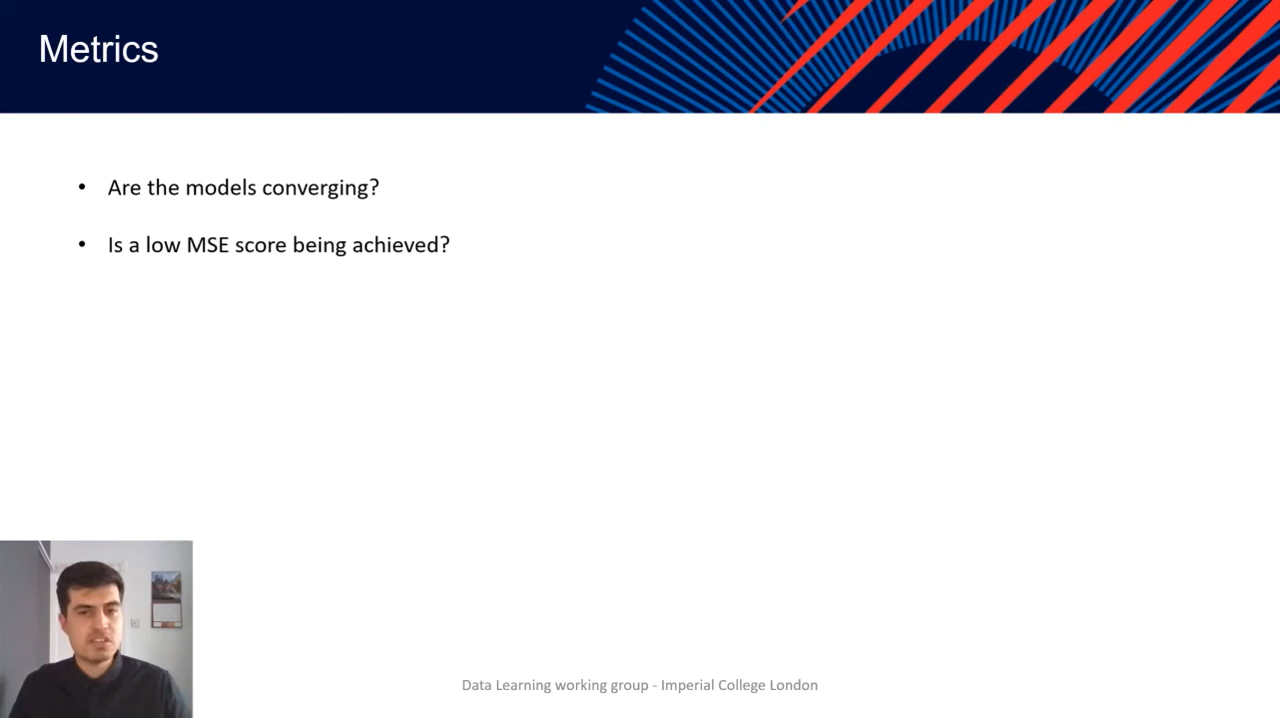 Metrics
• Are the models converging?
• Is a low MSE score being achieved?
Data Learning working group - Imperial College London